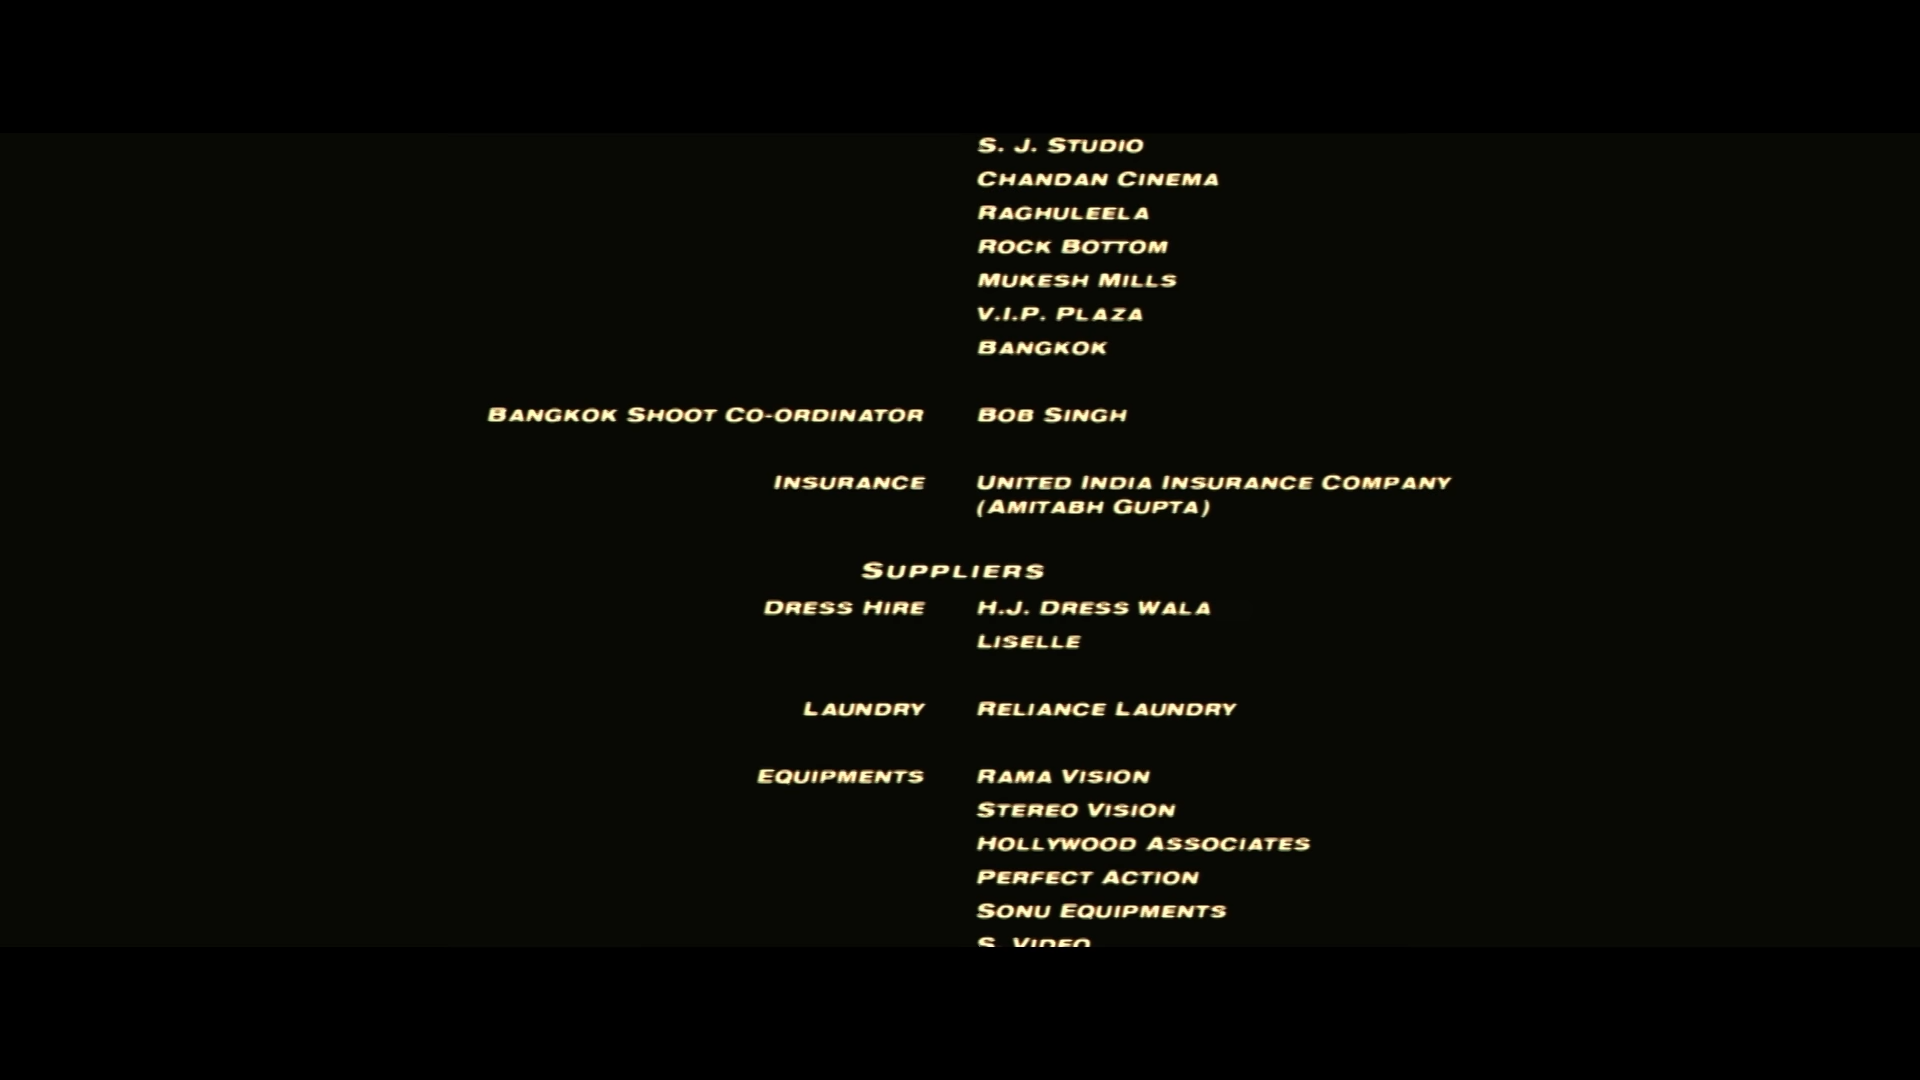 S. J. STUDIO
CHANDAN CINEMA
RAGHULEELA
ROCK BOTTOM
MUKESH MILLS
V.I.P. PLAZA
BANGKOK
BANGKOK SHOOT CO-ORDINATOR BOB SINGH
INSURANCE UNITED INDIA INSURANCE COMPANY
(AMITABH GUPTA)
SUPPLIERS
DRESS HIRE H.J. DRESS WALA
LISELLE
LAUNDRY RELIANCE LAUNDRY
EQUIPMENTS RAMA VISION
STEREO VISION
HOLLYWOOD ASSOCIATES
PERFECT ACTION
SONU EQUIPMENTS
S. VIDEO